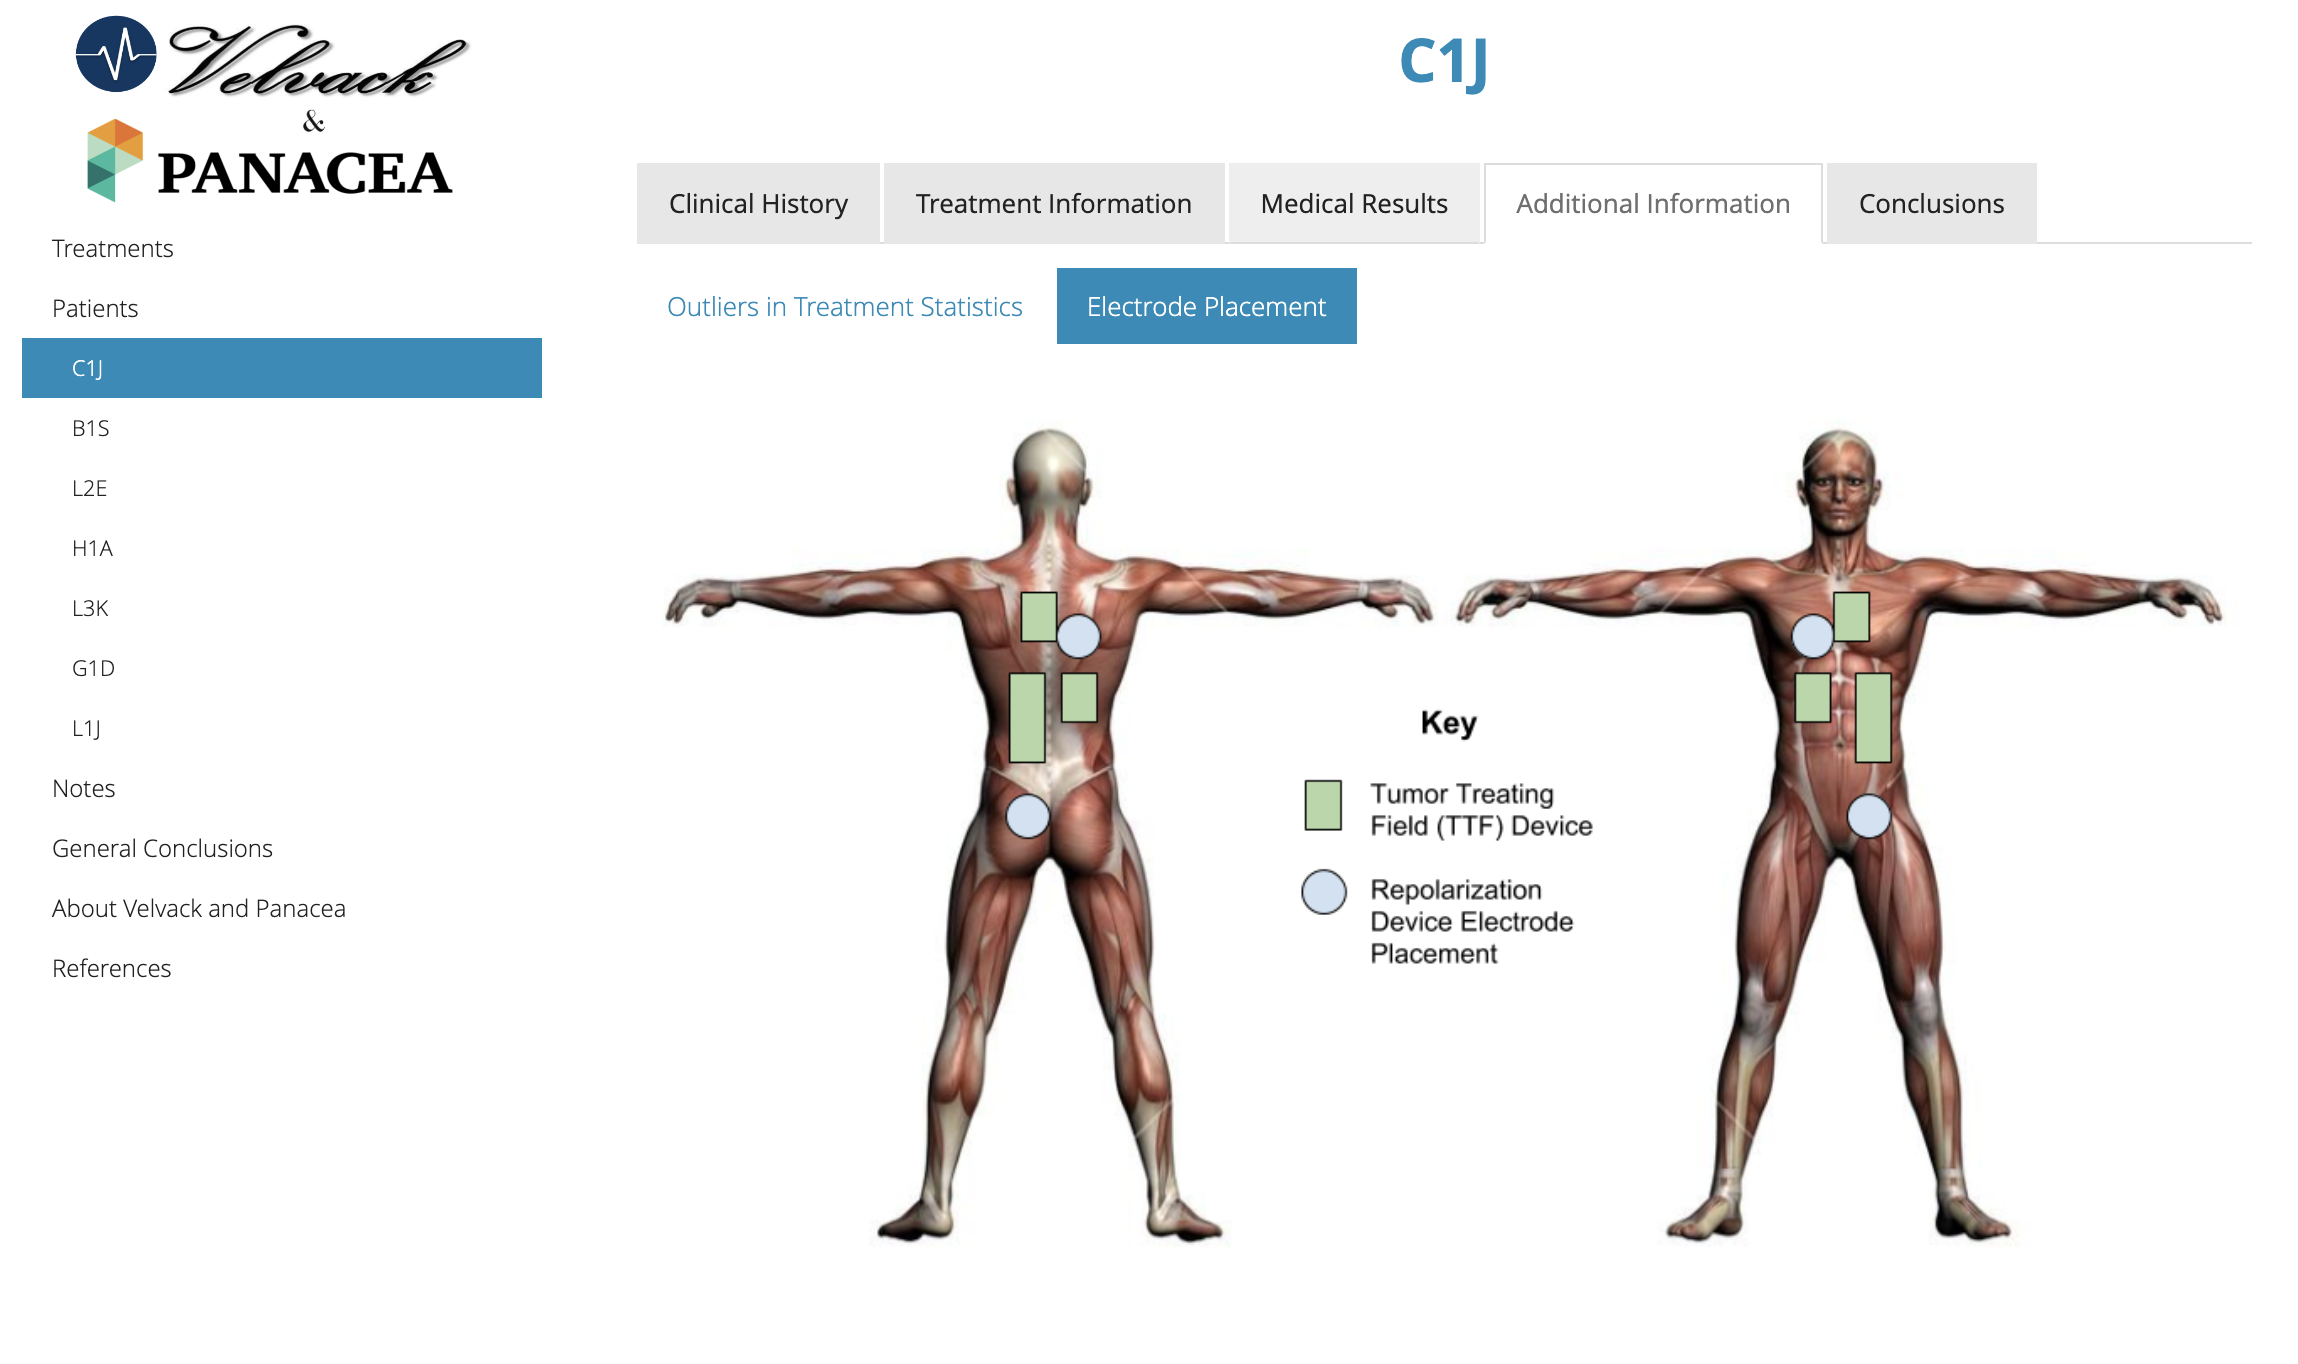 Velvack
&
PANACEA
Treatments
Patients
C1J
B1S
L2E
H1A
L3K
G1D
L1J
Notes
General Conclusions
About Velvack and Panacea
References
C1J
Clinical History
Treatment Information
Medical Results
Additional Information
Conclusions
Outliers in Treatment Statistics
Electrode Placement
Key
Tumor Treating
Field (TTF) Device
Repolarization
Device Electrode
Placement